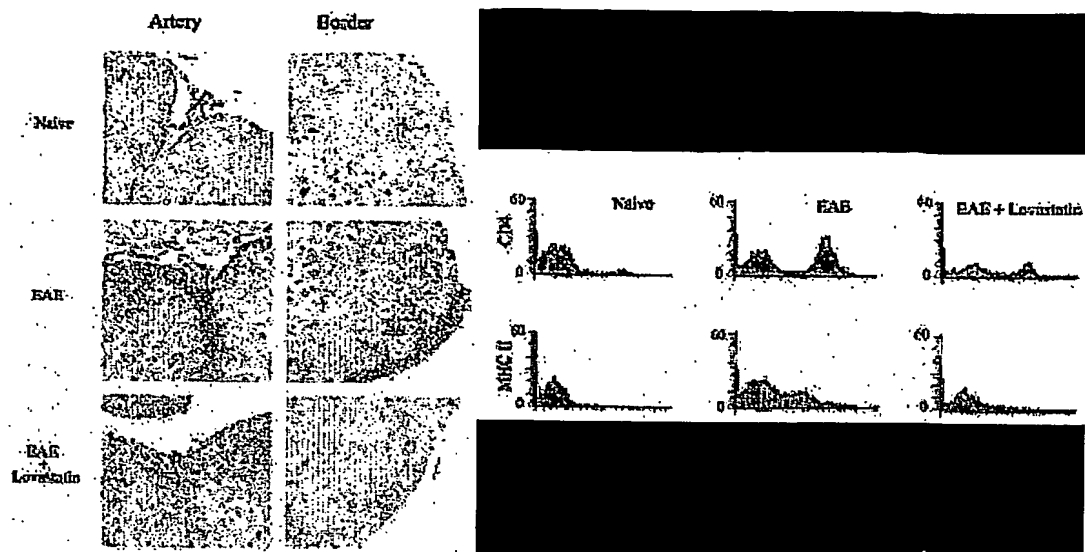 Artery Border
Naive
EAE
EAE
+
Lovastatin
60 Naive
CD4
0
60 EAE
0
60 EAE + Lovastatin
0
60
MHC II
0
60
0
60
0